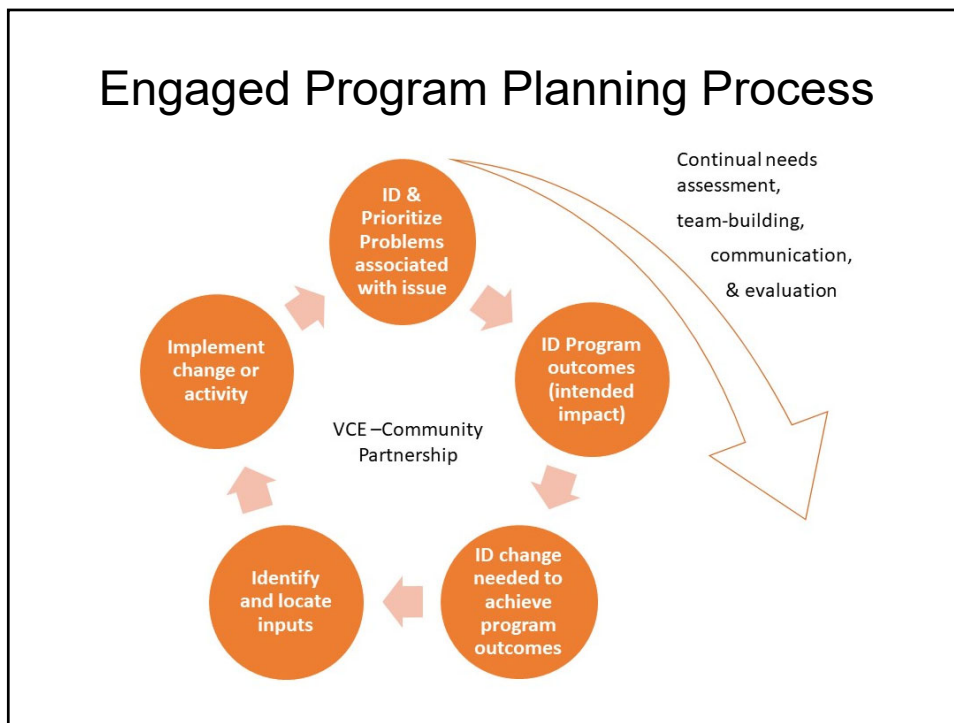 Engaged Program Planning Process
Continual needs
assessment,
team-building,
communication,
& evaluation
ID &
Prioritize
Problems
associated
with issue
ID Program
outcomes
(intended
impact)
ID change
needed to
achieve
program
outcomes
Identify
and locate
inputs
Implement
change or
activity
VCE –Community
Partnership